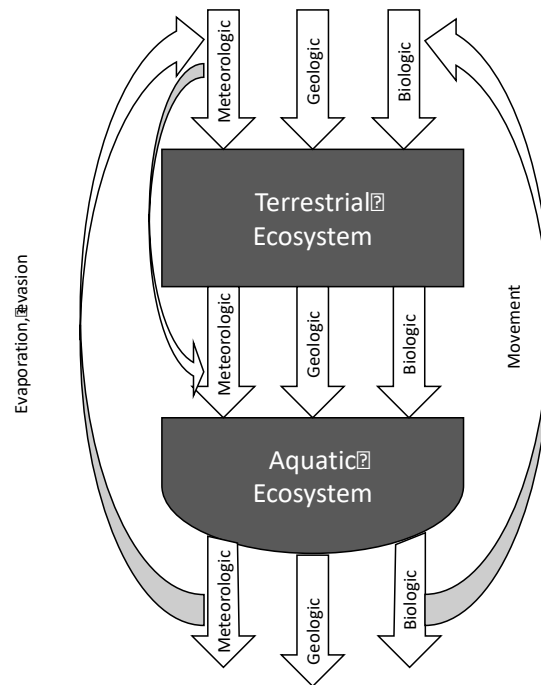 Meteorologic
Geologic
Biologic
Terrestrial�
Ecosystem
Meteorologic
Geologic
Biologic
Evaporation,�evasion
Movement
Aquatic�
Ecosystem
Meteorologic
Geologic
Biologic